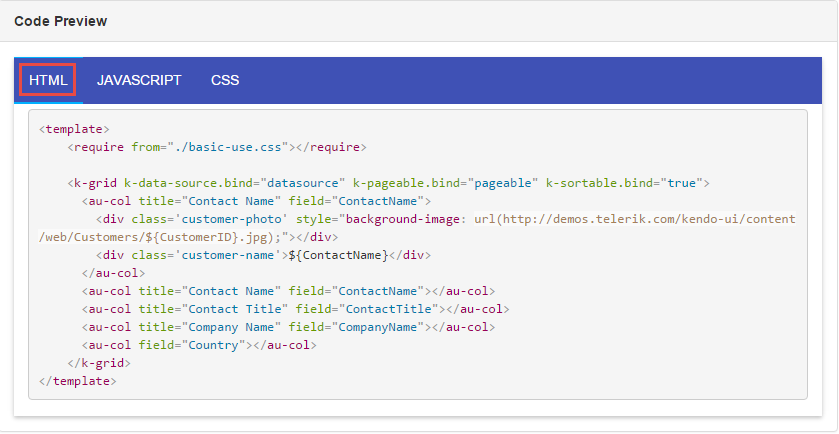 Code Preview
HTML JAVASCRIPT CSS
<template>
    <require from="./basic-use.css"></require>

    <k-grid k-data-source.bind="datasource" k-pageable.bind="pageable" k-sortable.bind="true">
      <au-col title="Contact Name" field="ContactName">
        <div class='customer-photo' style="background-image: url(http://demos.telerik.com/kendo-ui/content
/web/Customers/${CustomerID}.jpg);"></div>
        <div class='customer-name'>${ContactName}</div>
      </au-col>
      <au-col title="Contact Name" field="ContactName"></au-col>
      <au-col title="Contact Title" field="ContactTitle"></au-col>
      <au-col title="Company Name" field="CompanyName"></au-col>
      <au-col field="Country"></au-col>
    </k-grid>
</template>